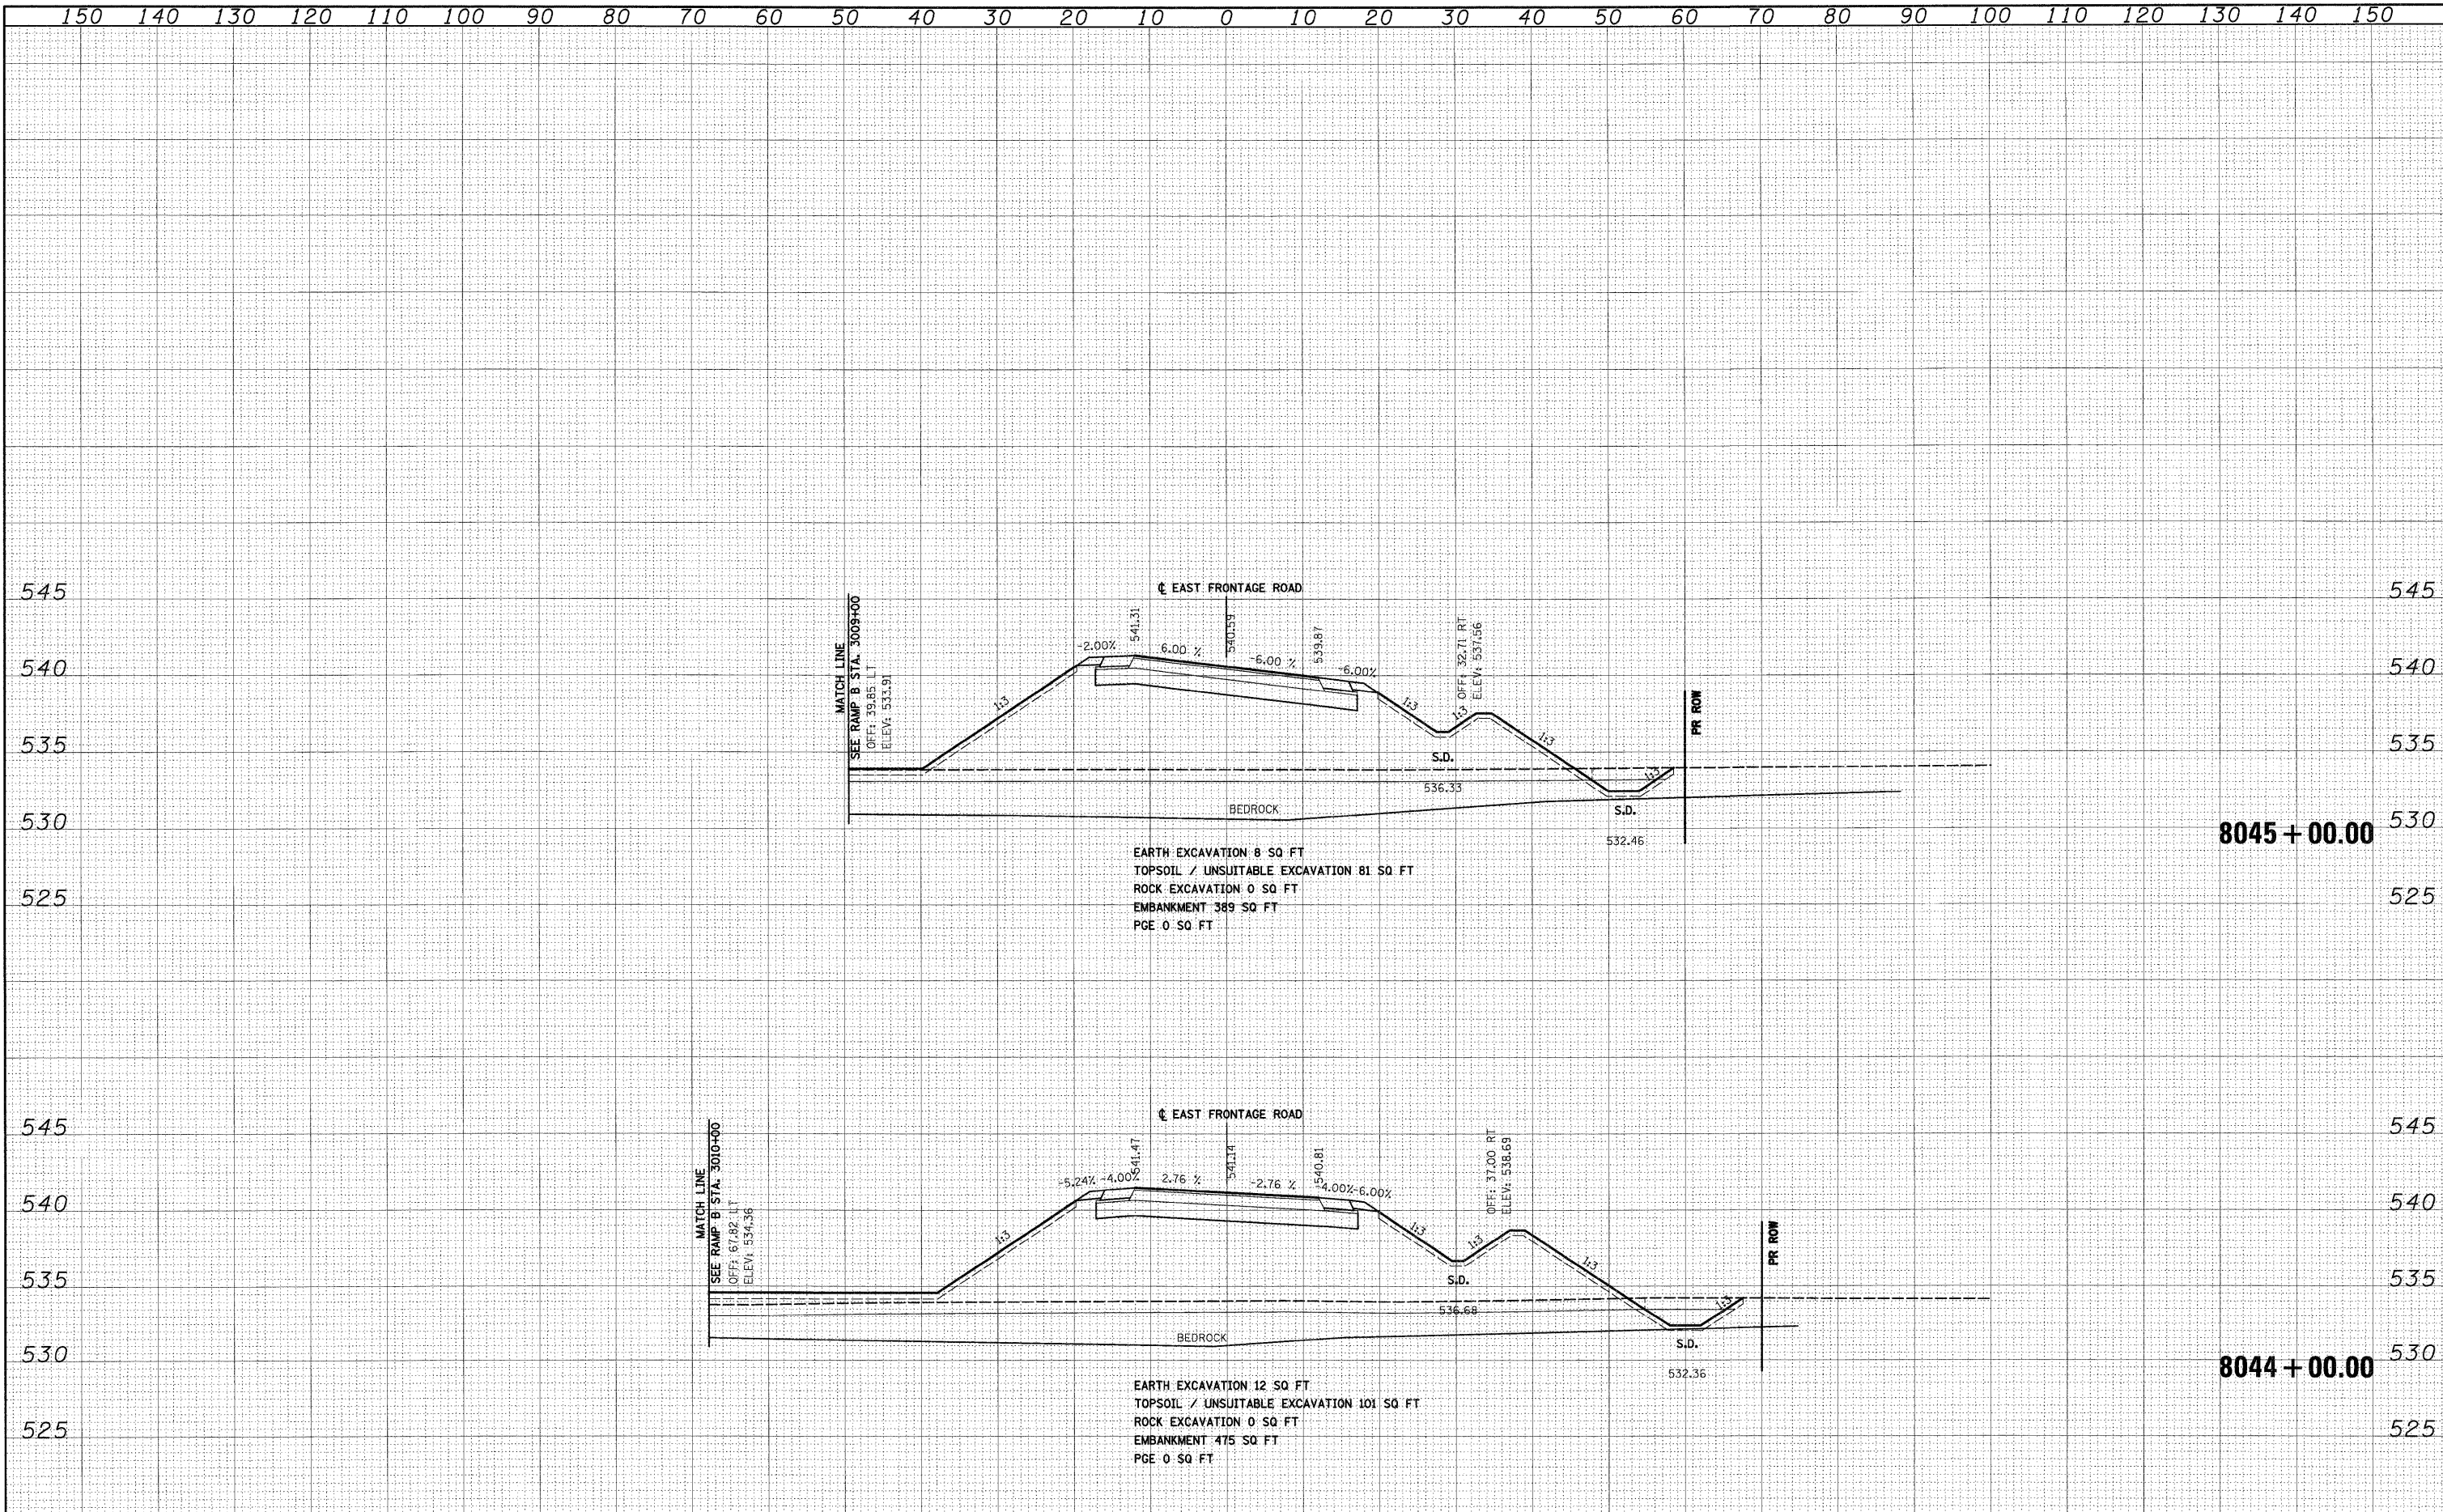 150 140 130 120 110 100 90 80 70 60 50 40 30 20 10 0 10 20 30 40 50 60 70 80 90 100 110 120 130 140 150
545 545
540 540
535 535
530 530
525 525
℄ EAST FRONTAGE ROAD
MATCH LINE
SEE RAMP B STA. 3009+00
OFF: 39.85 LT
ELEV: 533.91
1:3
-2.00%
541.31
6.00 %
540.59
-6.00 %
539.87
-6.00%
1:3
1:3
OFF: 32.71 RT
ELEV: 537.56
1:3
1:3
PR ROW
S.D.
536.33
BEDROCK
S.D.
532.46
8045+00.00
EARTH EXCAVATION 8 SQ FT
TOPSOIL / UNSUITABLE EXCAVATION 81 SQ FT
ROCK EXCAVATION 0 SQ FT
EMBANKMENT 389 SQ FT
PGE 0 SQ FT
545 545
540 540
535 535
530 530
525 525
℄ EAST FRONTAGE ROAD
MATCH LINE
SEE RAMP B STA. 3010+00
OFF: 67.82 LT
ELEV: 534.36
1:3
-5.24%
-4.00%
541.47
2.76 %
541.14
-2.76 %
540.81
-4.00%
-6.00%
1:3
1:3
OFF: 37.00 RT
ELEV: 538.69
1:3
1:3
PR ROW
S.D.
536.68
BEDROCK
S.D.
532.36
8044+00.00
EARTH EXCAVATION 12 SQ FT
TOPSOIL / UNSUITABLE EXCAVATION 101 SQ FT
ROCK EXCAVATION 0 SQ FT
EMBANKMENT 475 SQ FT
PGE 0 SQ FT